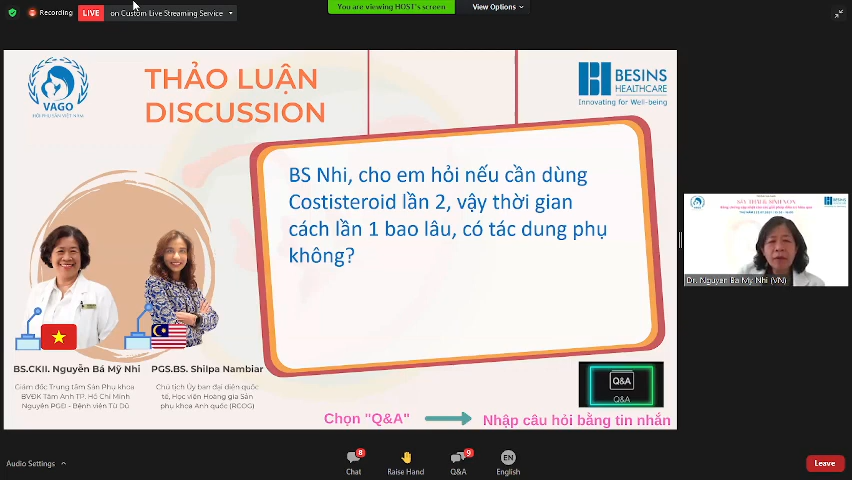 Recording
LIVE
on Custom Live Streaming Service
You are viewing HOST's screen
View Options
VAGO
HỘI PHỤ SẢN VIỆT NAM
THẢO LUẬN
DISCUSSION
BESINS
HEALTHCARE
Innovating for Well-being
BS Nhi, cho em hỏi nếu cần dùng
Costisteroid lần 2, vậy thời gian
cách lần 1 bao lâu, có tác dung phụ
không?
BS.CKII. Nguyễn Bá Mỹ Nhi
Giám đốc Trung tâm Sản Phụ khoa
BVĐK Tâm Anh TP. Hồ Chí Minh
Nguyên PGĐ - Bệnh viện Từ Dũ
PGS.BS. Shilpa Nambiar
Chủ tịch Ủy ban đại diện quốc
tế, Học viện Hoàng gia Sản
phụ khoa Anh quốc (RCOG)
Q&A
Q&A
Chọn "Q&A"
Nhập câu hỏi bằng tin nhắn
Dr. Nguyen Ba My Nhi (VN)
Audio Settings
8
Chat
Raise Hand
9
Q&A
EN
English
Leave